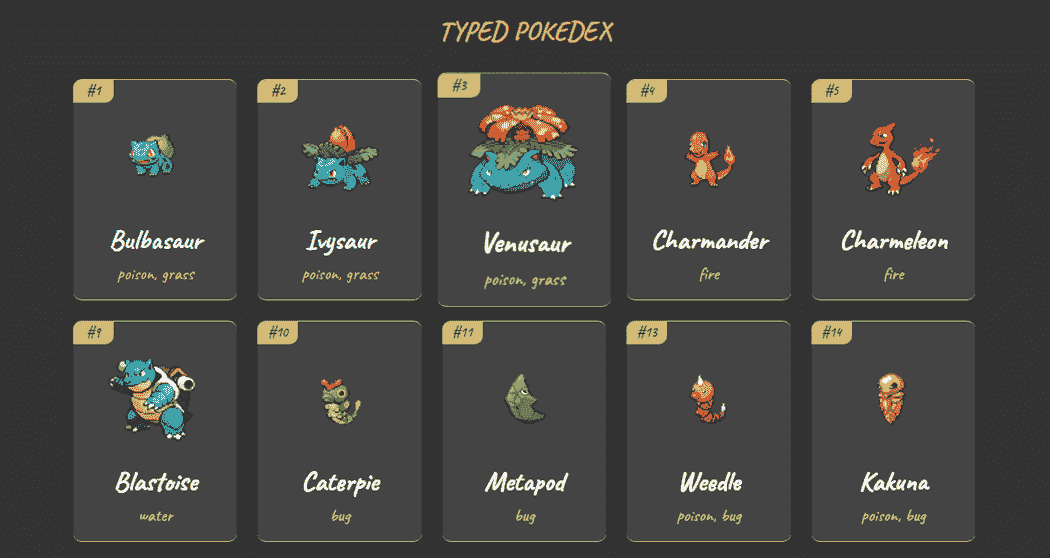 TYPED POKEDEX
#1
Bulbasaur
poison, grass
#2
Ivysaur
poison, grass
#3
Venusaur
poison, grass
#4
Charmander
fire
#5
Charmeleon
fire
#9
Blastoise
water
#10
Caterpie
bug
#11
Metapod
bug
#13
Weedle
poison, bug
#14
Kakuna
poison, bug